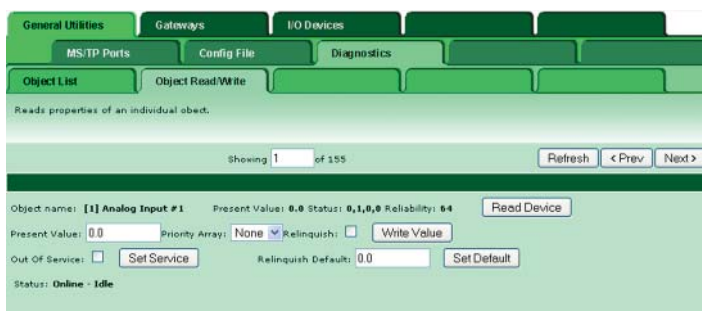 General Utilities Gateways I/O Devices
MS/TP Ports Config File Diagnostics
Object List Object Read/Write
Reads properties of an individual obect.
Showing 1 of 155 Refresh < Prev Next >
Object name: [1] Analog Input #1 Present Value: 0.0 Status: 0,1,0,0 Reliability: 64 Read Device
Present Value: 0.0 Priority Array: None Relinquish: Write Value
Out Of Service: Set Service Relinquish Default: 0.0 Set Default
Status: Online - Idle